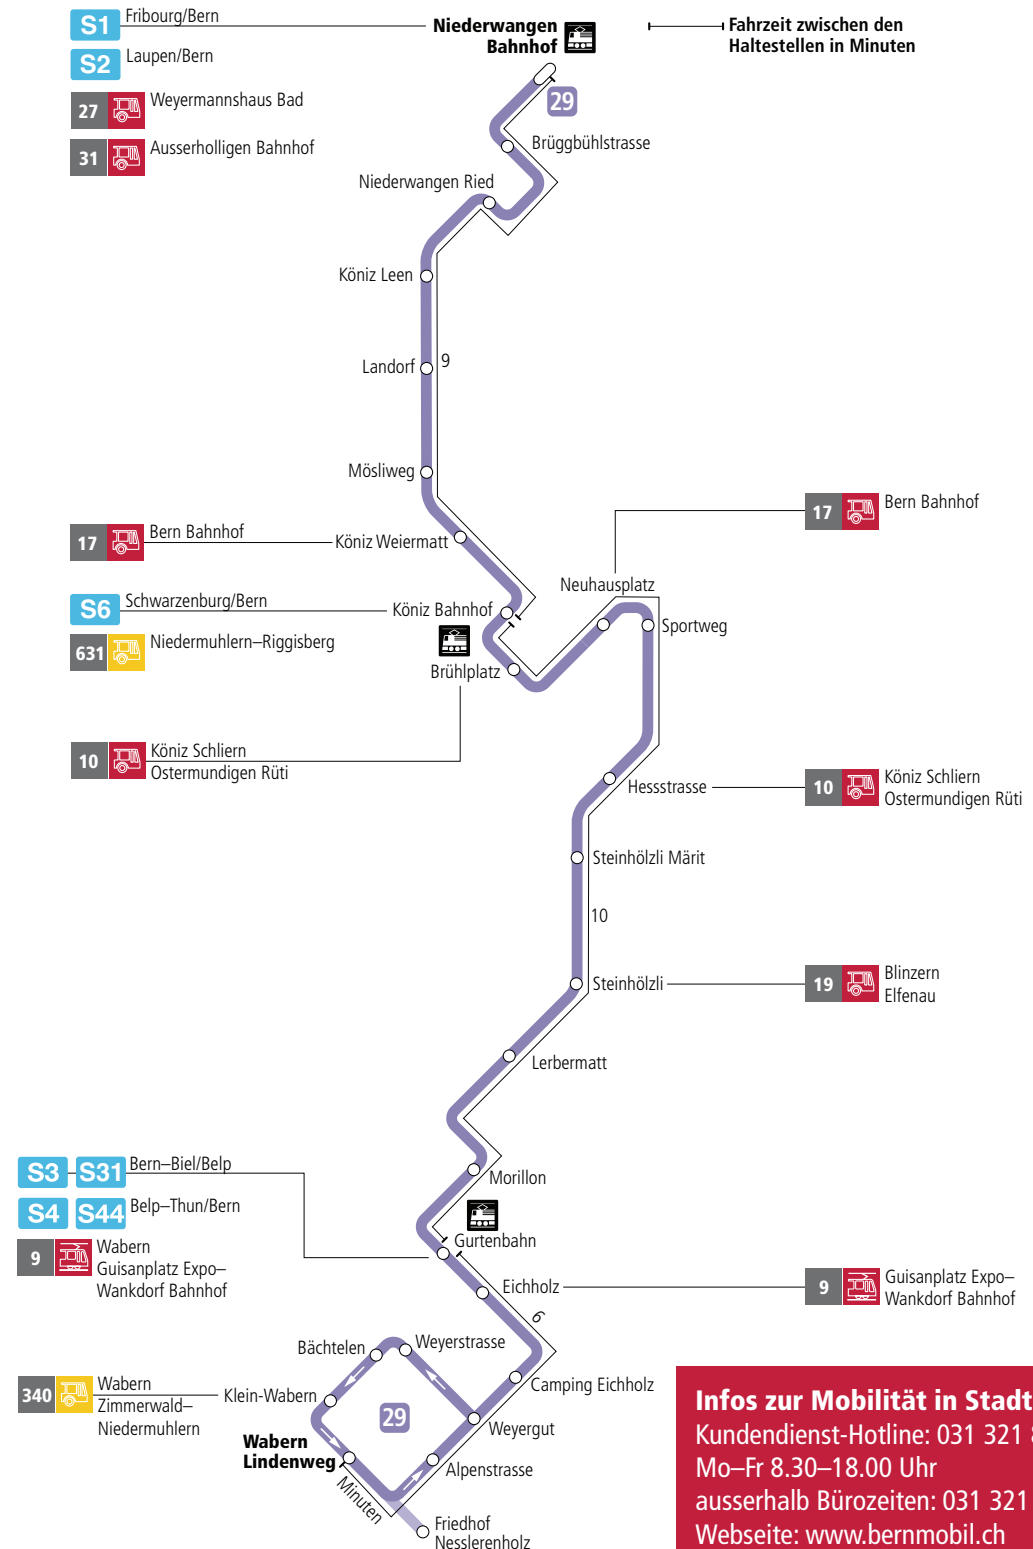 S1 Fribourg/Bern
S2 Laupen/Bern
27 Weyermannshaus Bad
31 Ausserholligen Bahnhof
Niederwangen
Bahnhof
Fahrzeit zwischen den
Haltestellen in Minuten
29
Brüggbühlstrasse
Niederwangen Ried
Köniz Leen
Landorf
9
Mösliweg
17 Bern Bahnhof
Köniz Weiermatt
17 Bern Bahnhof
Neuhausplatz
S6 Schwarzenburg/Bern
Köniz Bahnhof
Sportweg
631 Niedermuhlern–Riggisberg
Brühlplatz
10 Köniz Schliern
Ostermundigen Rüti
Hessstrasse
10 Köniz Schliern
Ostermundigen Rüti
Steinhölzli Märit
10
Steinhölzli
19 Blinzern
Elfenau
Lerbermatt
Morillon
S3 S31 Bern–Biel/Belp
S4 S44 Belp–Thun/Bern
9 Wabern
Guisanplatz Expo–
Wankdorf Bahnhof
Gurtenbahn
Eichholz
9 Guisanplatz Expo–
Wankdorf Bahnhof
6
Weyerstrasse
Bächtelen
Camping Eichholz
340 Wabern
Zimmerwald–
Niedermuhlern
Klein-Wabern
29
Weyergut
Wabern
Lindenweg
Alpenstrasse
Minuten
Friedhof
Nesslerenholz
Infos zur Mobilität in Stadt
Kundendienst-Hotline: 031 321
Mo–Fr 8.30–18.00 Uhr
ausserhalb Bürozeiten: 031 321
Webseite: www.bernmobil.ch